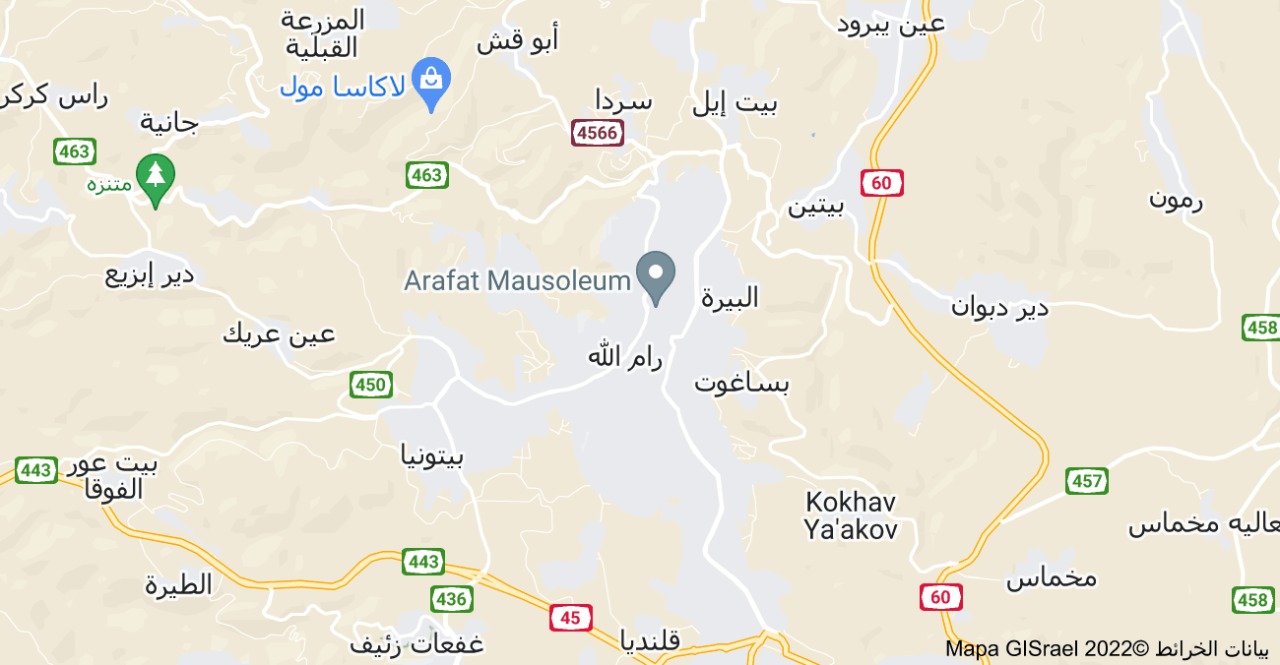 المزرعة
القبلية
أبو قش
عين يبرود
لاكاسا مول
راس كركر
سردا
بيت إيل
جانية
4566
463
463
60
متنزه
بيتين
رمون
دير إبزيع
Arafat Mausoleum
البيرة
دير دبوان
458
عين عريك
رام الله
450
بساغوت
بيتونيا
443
بيت عور
الفوقا
457
Kokhav
Ya'akov
عاليه مخماس
443
الطيرة
مخماس
436
60
458
45
غفعات زئيف
قلنديا
بيانات الخرائط ©2022 Mapa GISrael